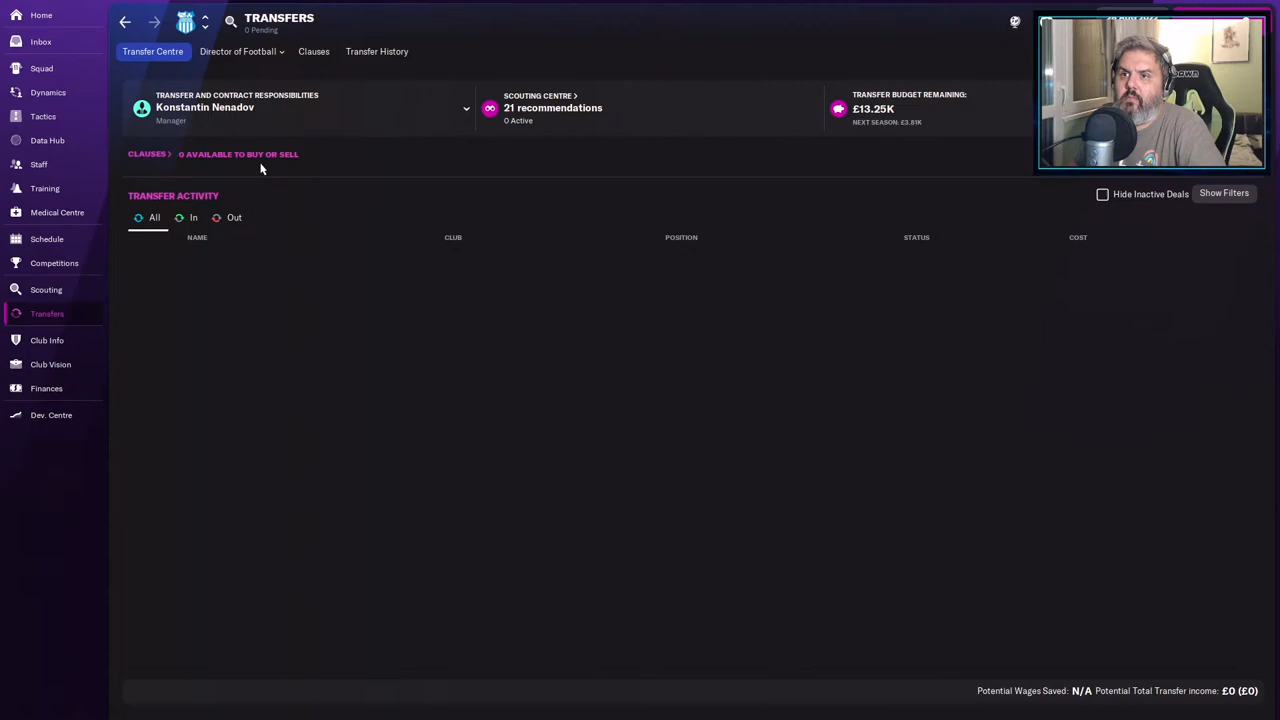 Home
Inbox
Squad
Dynamics
Tactics
Data Hub
Staff
Training
Medical Centre
Schedule
Competitions
Scouting
Transfers
Club Info
Club Vision
Finances
Dev. Centre
TRANSFERS
0 Pending
Transfer Centre
Director of Football
Clauses
Transfer History
TRANSFER AND CONTRACT RESPONSIBILITIES
Konstantin Nenadov
Manager
SCOUTING CENTRE >
21 recommendations
0 Active
TRANSFER BUDGET REMAINING:
£13.25K
NEXT SEASON: £3.81K
CLAUSES > 0 AVAILABLE TO BUY OR SELL
TRANSFER ACTIVITY
Hide Inactive Deals
Show Filters
All
In
Out
NAME CLUB POSITION STATUS COST
Potential Wages Saved: N/A Potential Total Transfer income: £0 (£0)